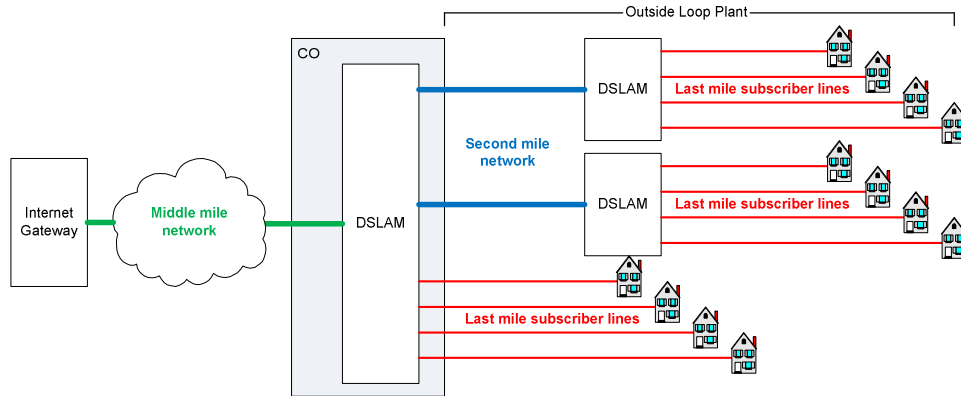 Outside Loop Plant
CO
DSLAM
Last mile subscriber lines
Second mile
network
Internet
Gateway
Middle mile
network
DSLAM
DSLAM
Last mile subscriber lines
Last mile subscriber lines